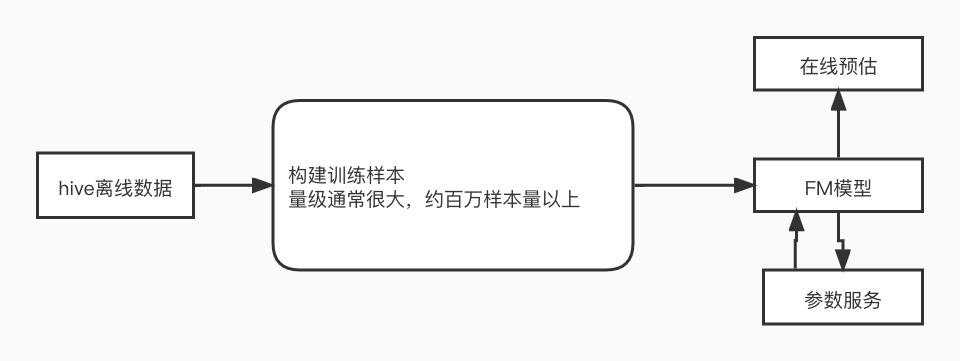 hive离线数据
构建训练样本
量级通常很大，约百万样本量以上
在线预估
FM模型
参数服务